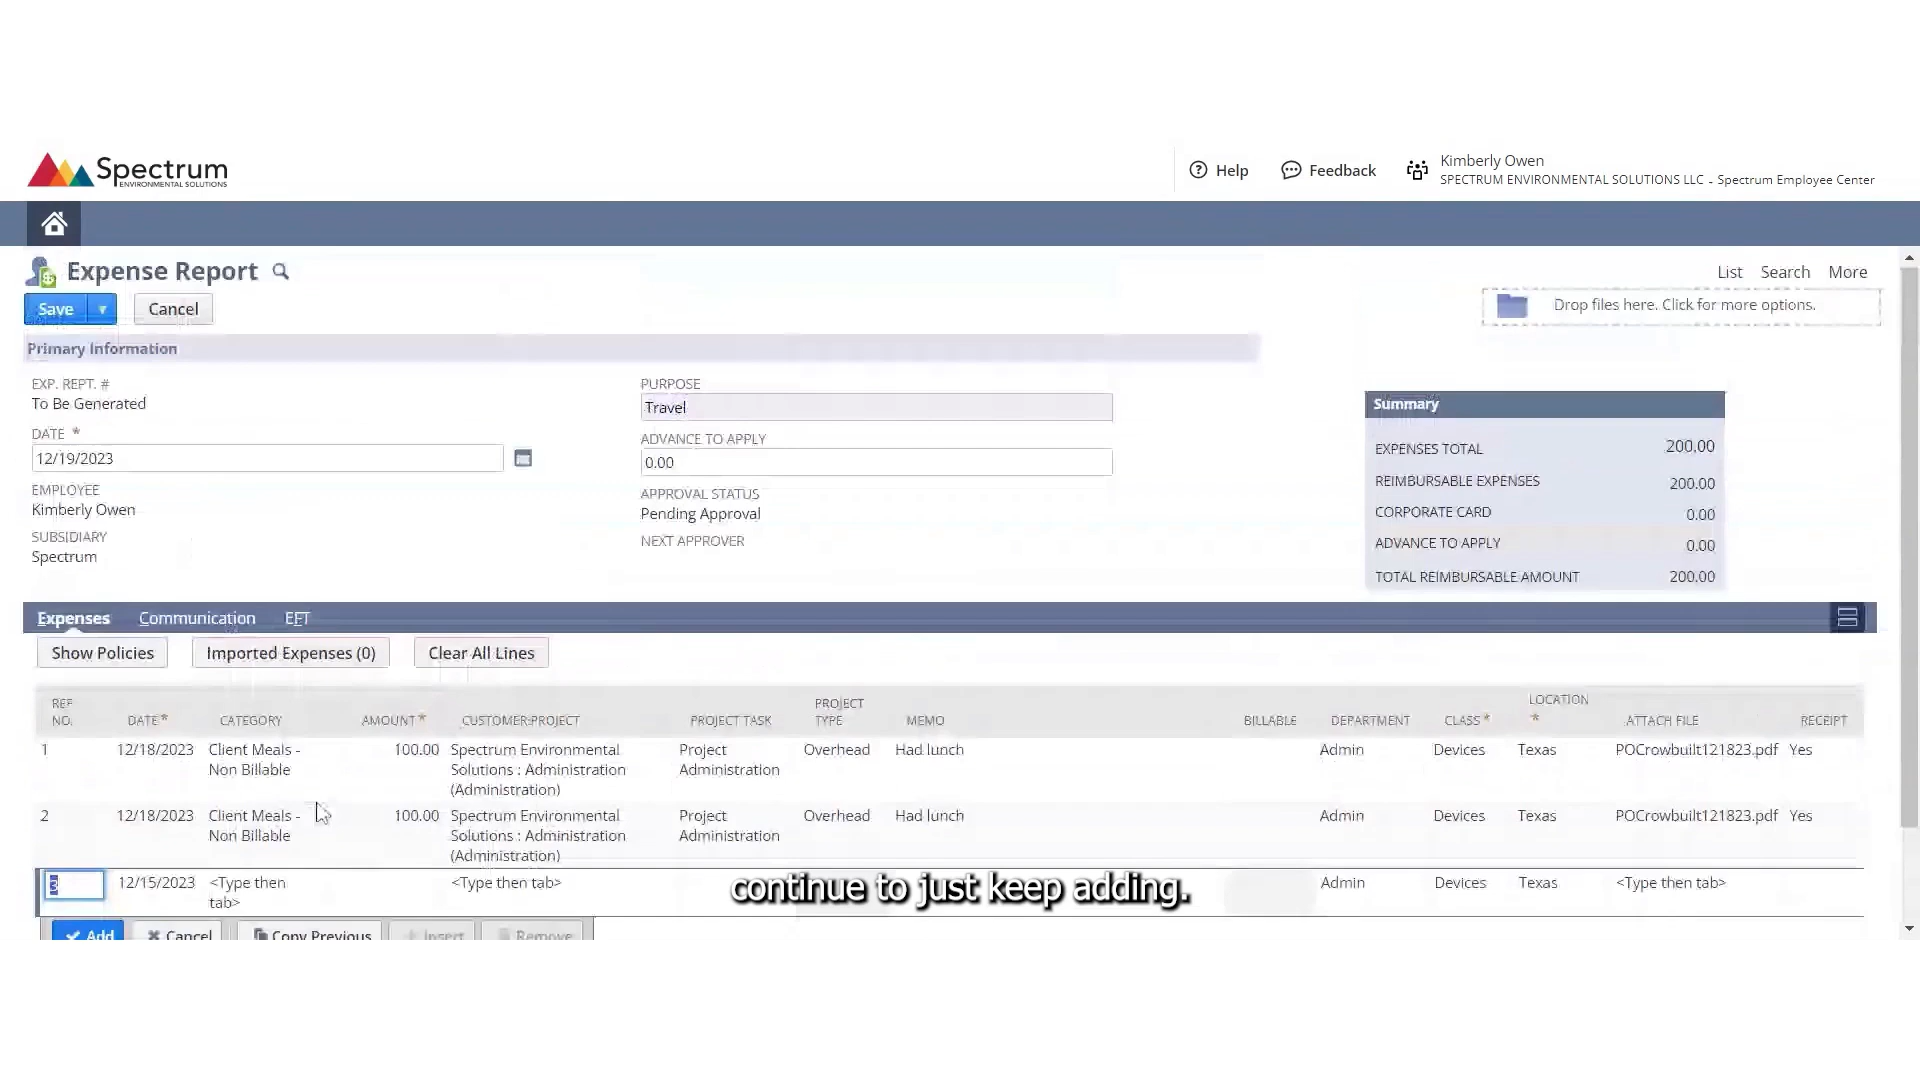 Spectrum
ENVIRONMENTAL SOLUTIONS
Help
Feedback
Kimberly Owen
SPECTRUM ENVIRONMENTAL SOLUTIONS LLC - Spectrum Employee Center
Expense Report
List Search More
Save
Cancel
Drop files here. Click for more options.
Primary Information
EXP. REPT. #
To Be Generated
DATE *
12/19/2023
EMPLOYEE
Kimberly Owen
SUBSIDIARY
Spectrum
PURPOSE
Travel
ADVANCE TO APPLY
0.00
APPROVAL STATUS
Pending Approval
NEXT APPROVER
Summary
EXPENSES TOTAL 200.00
REIMBURSABLE EXPENSES 200.00
CORPORATE CARD 0.00
ADVANCE TO APPLY 0.00
TOTAL REIMBURSABLE AMOUNT 200.00
Expenses Communication EFT
Show Policies Imported Expenses (0) Clear All Lines
REF NO. DATE* CATEGORY AMOUNT* CUSTOMER:PROJECT PROJECT TASK PROJECT TYPE MEMO BILLABLE DEPARTMENT CLASS* LOCATION * ATTACH FILE RECEIPT
1 12/18/2023 Client Meals - 100.00 Spectrum Environmental Project Overhead Had lunch Admin Devices Texas POCrowbuilt121823.pdf Yes
Non Billable Solutions : Administration Administration
(Administration)
2 12/18/2023 Client Meals - 100.00 Spectrum Environmental Project Overhead Had lunch Admin Devices Texas POCrowbuilt121823.pdf Yes
Non Billable Solutions : Administration Administration
(Administration)
3 12/15/2023 <Type then <Type then tab> Admin Devices Texas <Type then tab>
tab>
continue to just keep adding.
Add Cancel Copy Previous Insert Remove